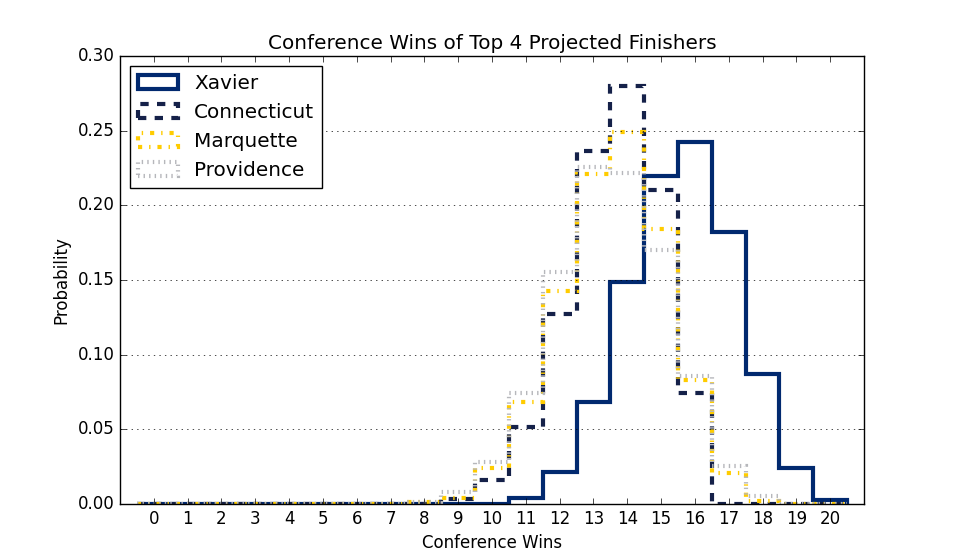 Conference Wins of Top 4 Projected Finishers
0.30
0.25
0.20
0.15
0.10
0.05
0.00
Probability
Xavier
Connecticut
Marquette
Providence
0 1 2 3 4 5 6 7 8 9 10 11 12 13 14 15 16 17 18 19 20
Conference Wins